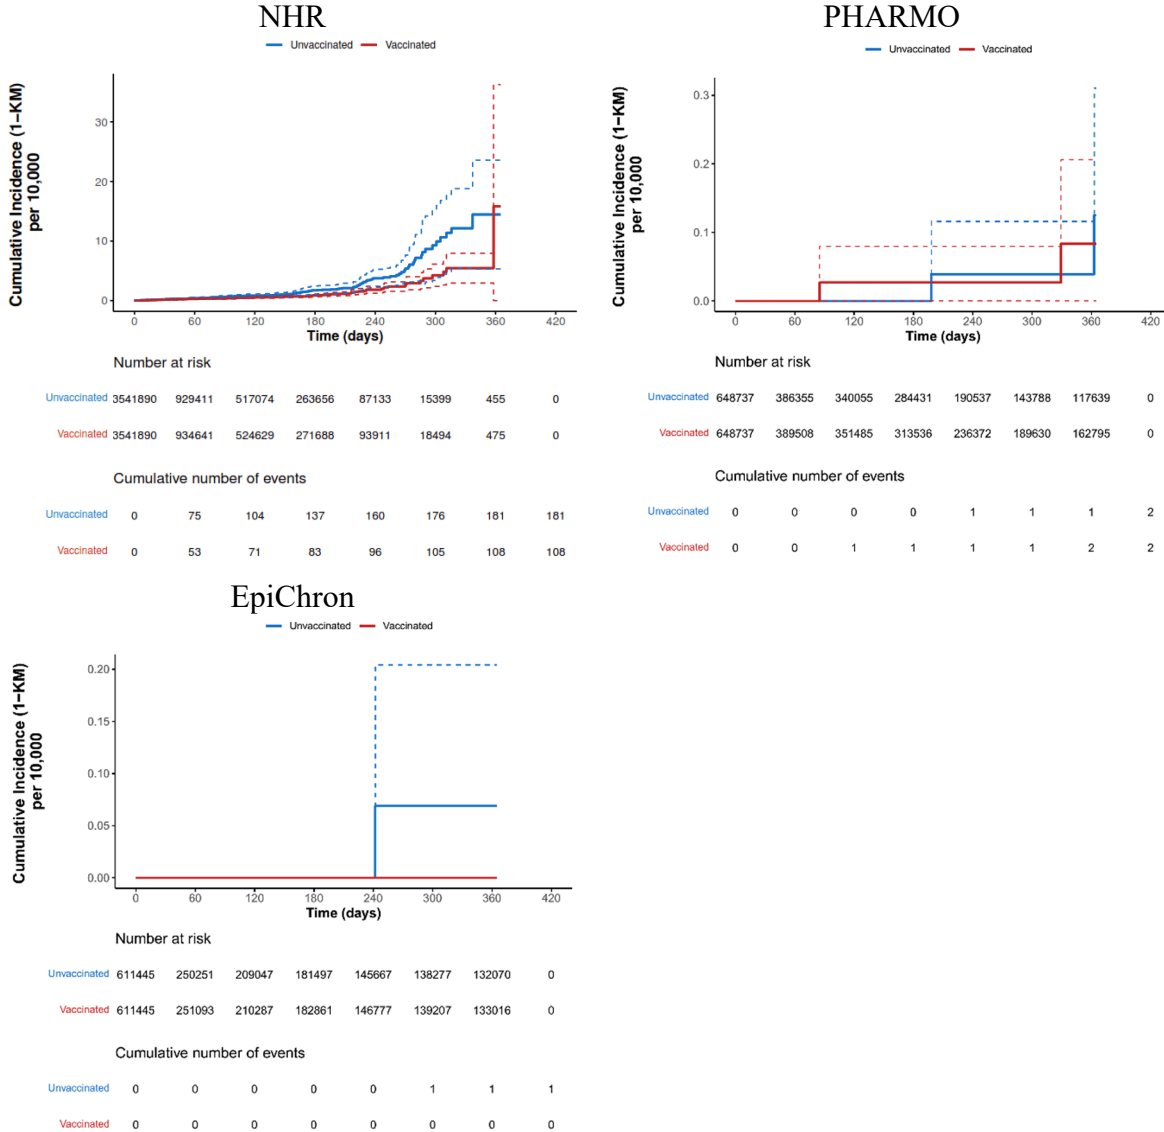 NHR
Unvaccinated Vaccinated
Cumulative Incidence (1−KM)
per 10,000
30
20
10
0
0 60 120 180 240 300 360 420
Time (days)
Number at risk
Unvaccinated 3541890 929411 517074 263656 87133 15399 455 0
Vaccinated 3541890 934641 524629 271688 93911 18494 475 0
Cumulative number of events
Unvaccinated 0 75 104 137 160 176 181 181
Vaccinated 0 53 71 83 96 105 108 108
PHARMO
Unvaccinated Vaccinated
Cumulative Incidence (1−KM)
per 10,000
0.3
0.2
0.1
0.0
0 60 120 180 240 300 360 420
Time (days)
Number at risk
Unvaccinated 648737 386355 340055 284431 190537 143788 117639 0
Vaccinated 648737 389508 351485 313536 236372 189630 162795 0
Cumulative number of events
Unvaccinated 0 0 0 0 1 1 1 2
Vaccinated 0 0 1 1 1 1 2 2
EpiChron
Unvaccinated Vaccinated
Cumulative Incidence (1−KM)
per 10,000
0.20
0.15
0.10
0.05
0.00
0 60 120 180 240 300 360 420
Time (days)
Number at risk
Unvaccinated 611445 250251 209047 181497 145667 138277 132070 0
Vaccinated 611445 251093 210287 182861 146777 139207 133016 0
Cumulative number of events
Unvaccinated 0 0 0 0 0 1 1 1
Vaccinated 0 0 0 0 0 0 0 0